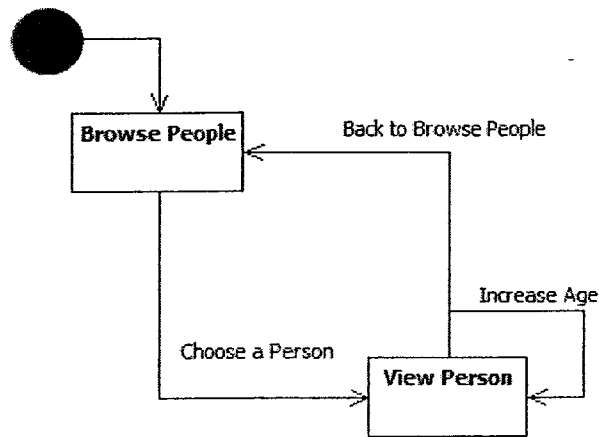 Browse People
Back to Browse People
Increase Age
Choose a Person
View Person